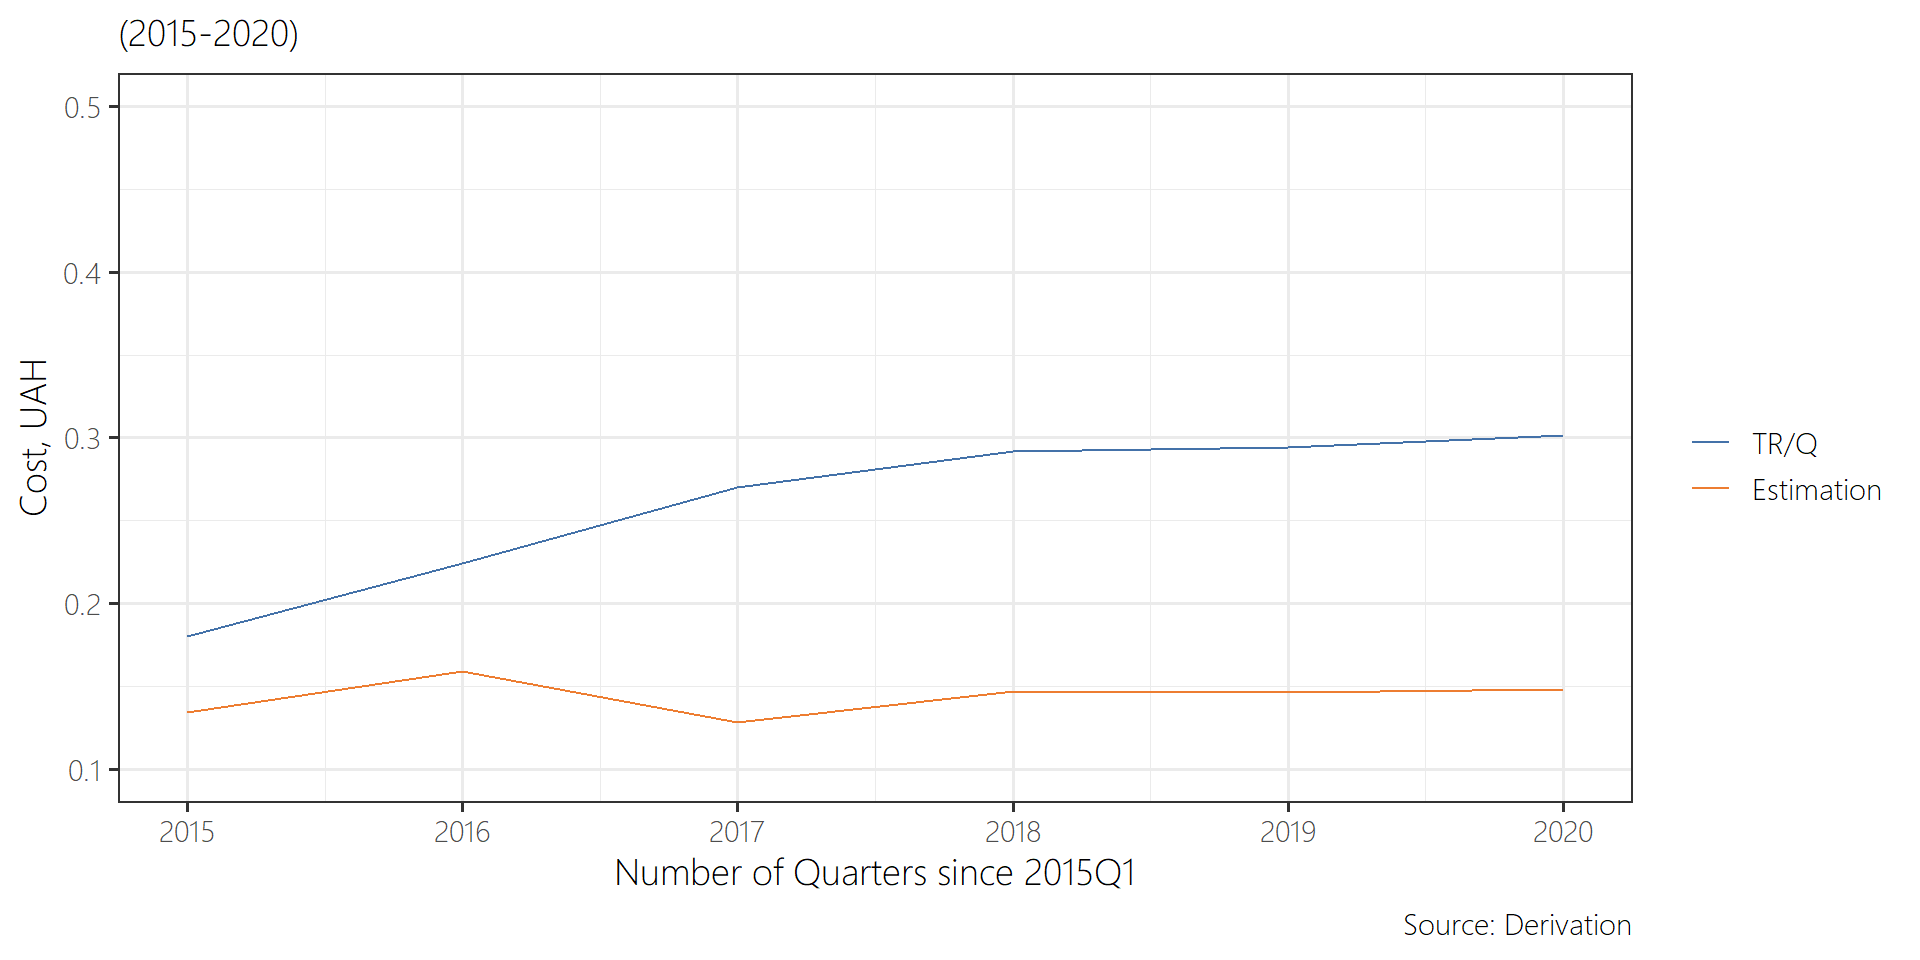 (2015-2020)
0.5
0.4
0.3
0.2
0.1
Cost, UAH
2015 2016 2017 2018 2019 2020
Number of Quarters since 2015Q1
TR/Q
Estimation
Source: Derivation